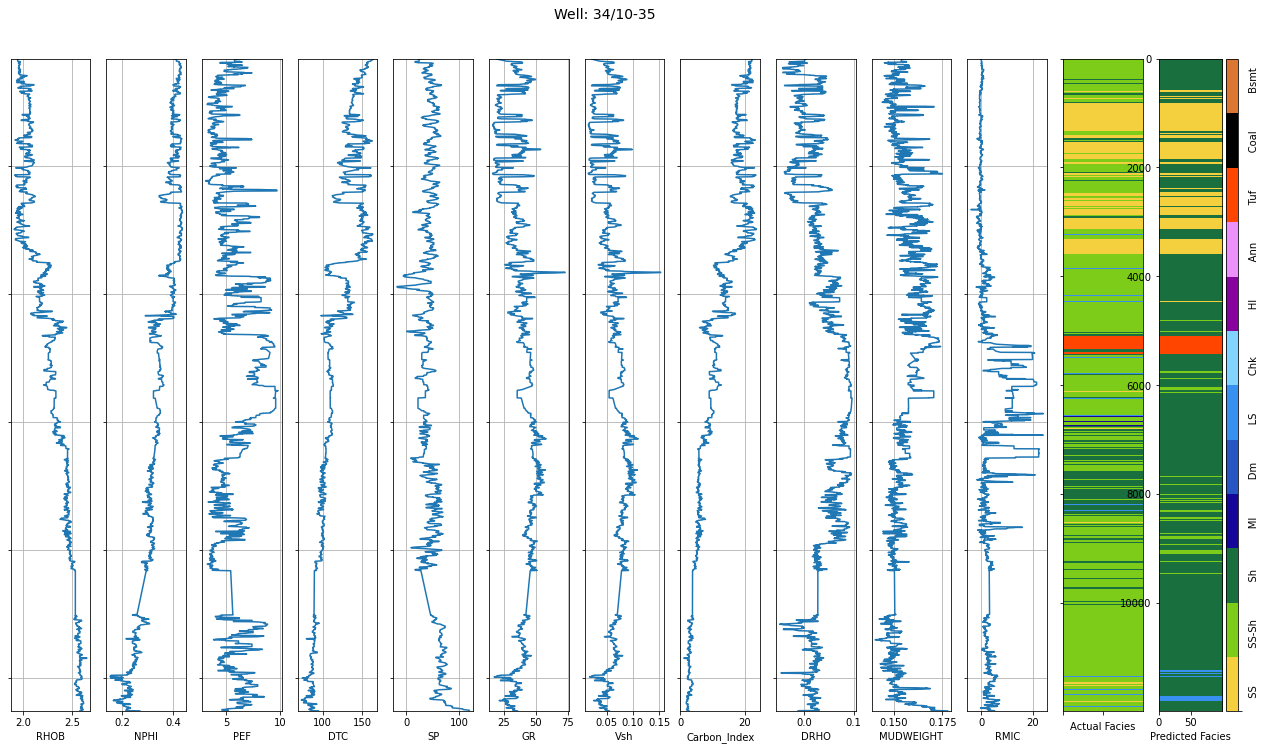 Well: 34/10-35
0
2000
4000
6000
8000
10000
Bsmt
Coal
Tuf
Ann
Hl
Chk
LS
Dm
Ml
Sh
SS-Sh
SS
2.0 2.5
0.2 0.4
5 10
100 150
0 100
25 50 75
0.05 0.10 0.15
0 20
0.0 0.1
0.150 0.175
0 20
0 50
RHOB NPHI PEF DTC SP GR Vsh Carbon_Index DRHO MUDWEIGHT RMIC Actual Facies Predicted Facies